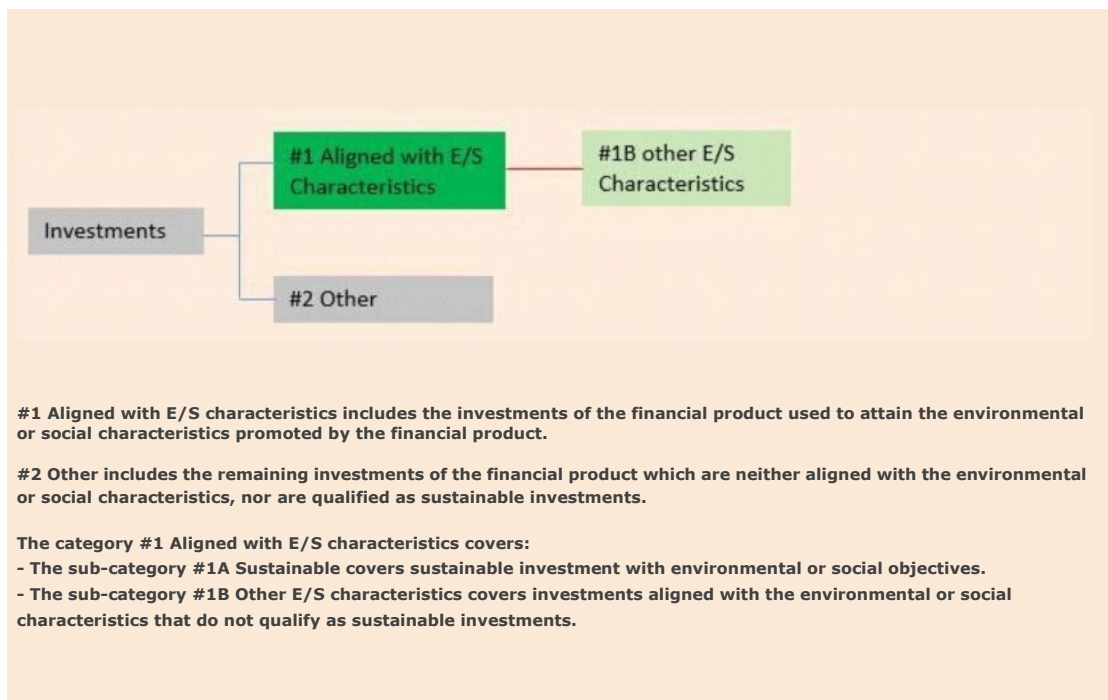 #1 Aligned with E/S
Characteristics
#1B other E/S
Characteristics
Investments
#2 Other
#1 Aligned with E/S characteristics includes the investments of the financial product used to attain the environmental
or social characteristics promoted by the financial product.
#2 Other includes the remaining investments of the financial product which are neither aligned with the environmental
or social characteristics, nor are qualified as sustainable investments.
The category #1 Aligned with E/S characteristics covers:
- The sub-category #1A Sustainable covers sustainable investment with environmental or social objectives.
- The sub-category #1B Other E/S characteristics covers investments aligned with the environmental or social
characteristics that do not qualify as sustainable investments.